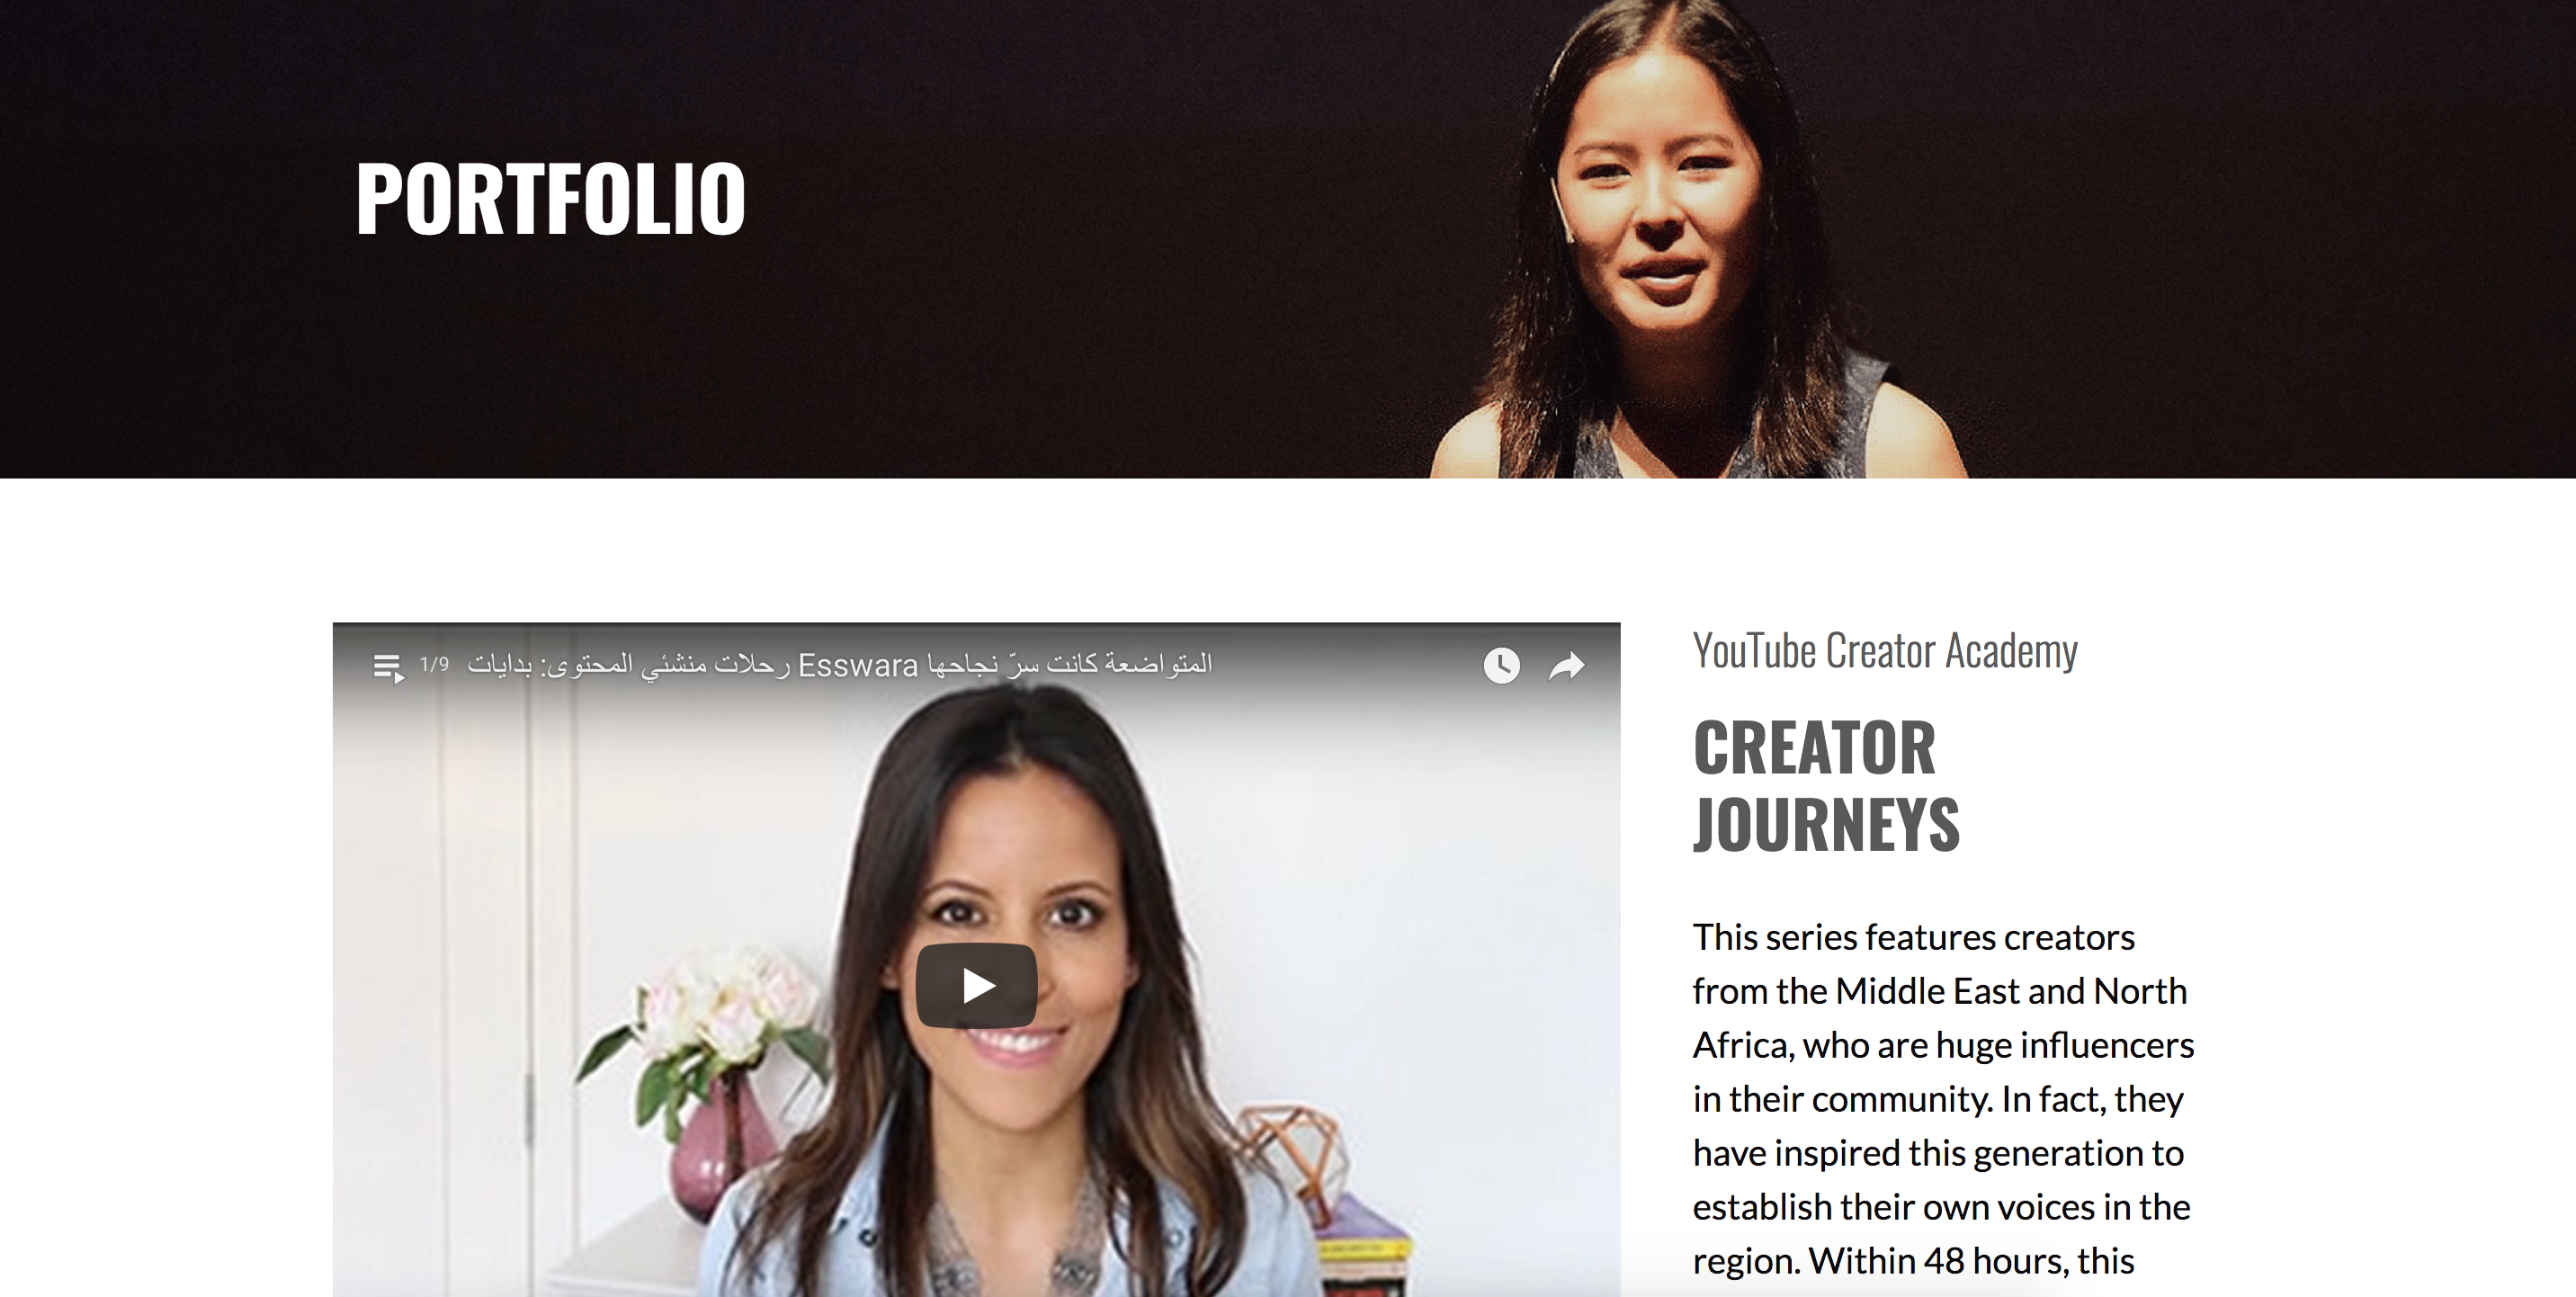 PORTFOLIO
1/9 رحلات منشئي المحتوى: بدايات Esswara المتواضعة كانت سرّ نجاحها
YouTube Creator Academy
CREATOR
JOURNEYS
This series features creators
from the Middle East and North
Africa, who are huge influencers
in their community. In fact, they
have inspired this generation to
establish their own voices in the
region. Within 48 hours, this